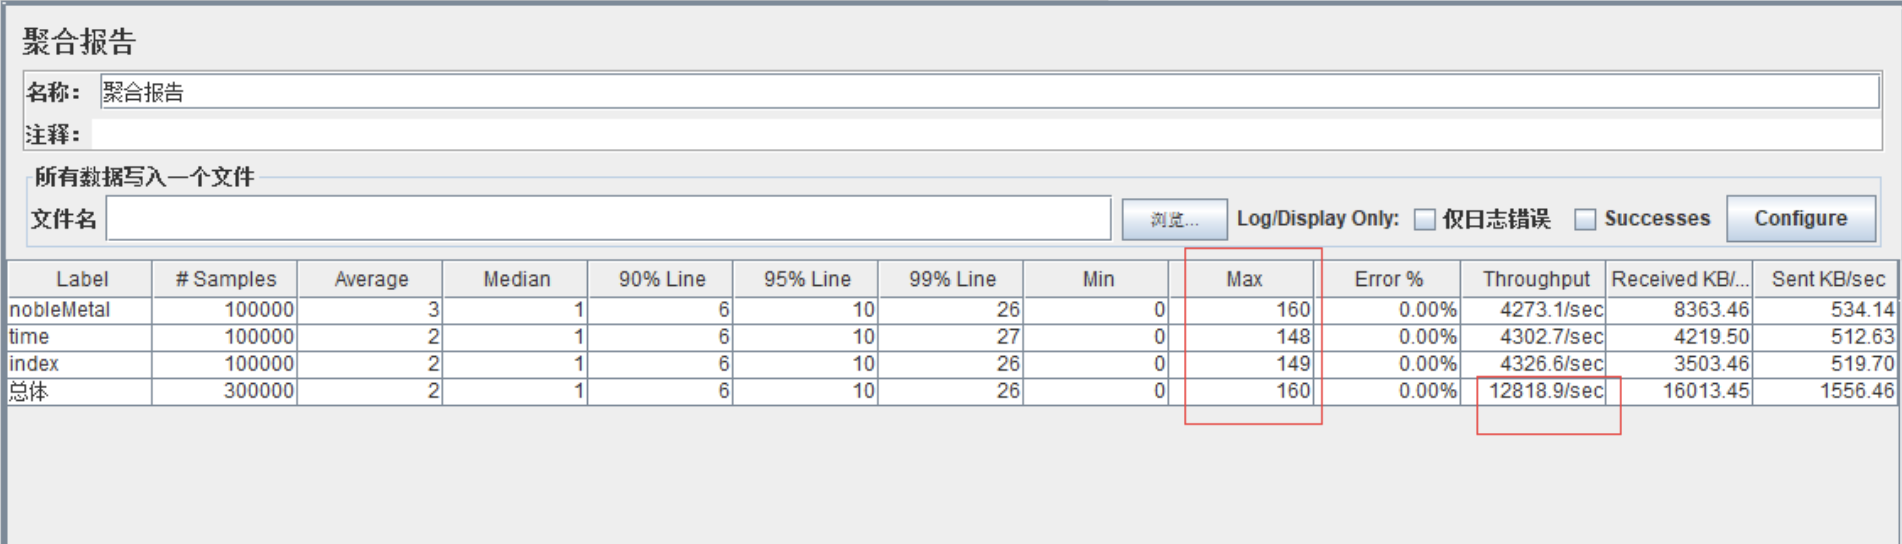 聚合报告
名称： 聚合报告
注释：
所有数据写入一个文件
文件名 浏览... Log/Display Only: 仅日志错误 Successes Configure
Label # Samples Average Median 90% Line 95% Line 99% Line Min Max Error % Throughput Received KB/... Sent KB/sec
nobleMetal 100000 3 1 6 10 26 0 160 0.00% 4273.1/sec 8363.46 534.14
time 100000 2 1 6 10 27 0 148 0.00% 4302.7/sec 4219.50 512.63
index 100000 2 1 6 10 26 0 149 0.00% 4326.6/sec 3503.46 519.70
总体 300000 2 1 6 10 26 0 160 0.00% 12818.9/sec 16013.45 1556.46